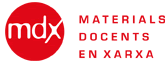 mdx
MATERIALS
DOCENTS
EN XARXA